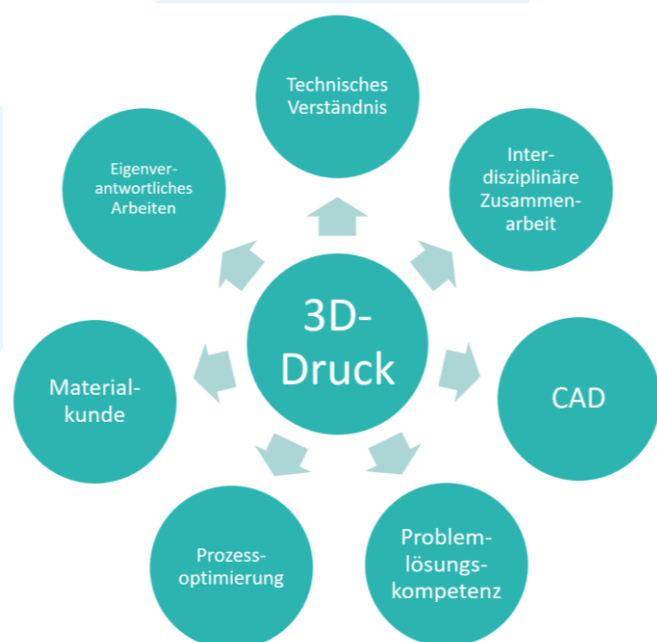 Technisches
Verständnis
Inter-
disziplinäre
Zusammen-
arbeit
CAD
Problem-
lösungs-
kompetenz
Prozess-
optimierung
Material-
kunde
Eigenver-
antwortliches
Arbeiten
3D-
Druck